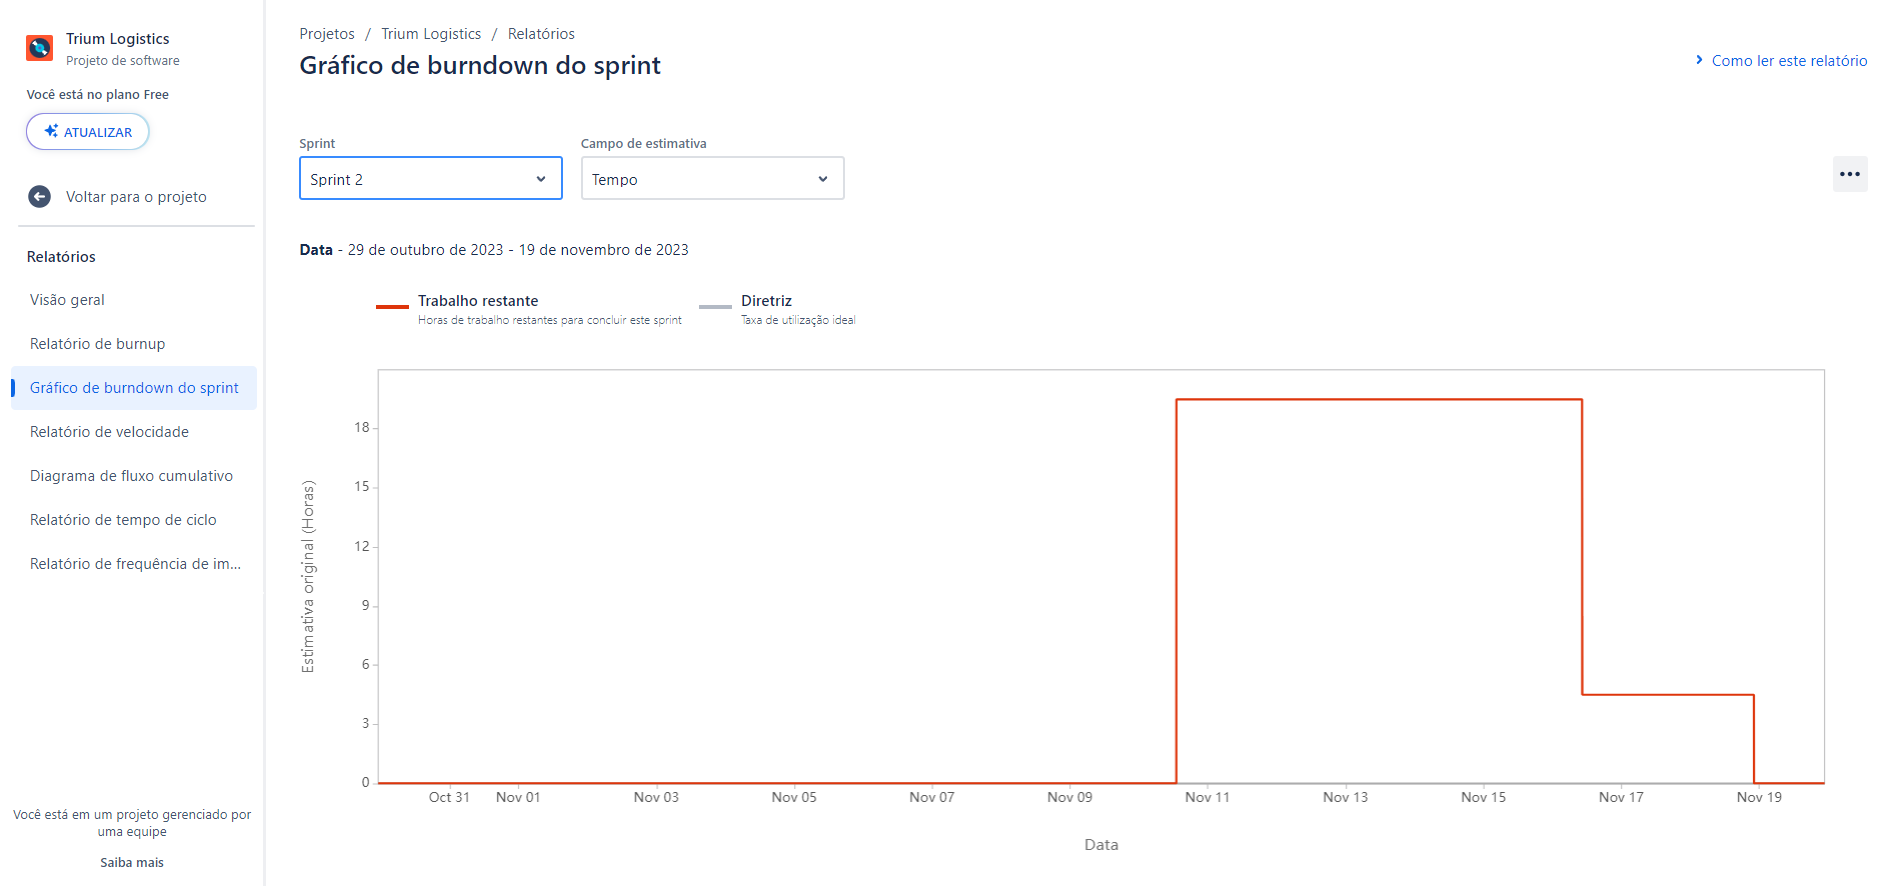 Trium Logistics
Projeto de software
Você está no plano Free
ATUALIZAR
Voltar para o projeto
Relatórios
Visão geral
Relatório de burnup
Gráfico de burndown do sprint
Relatório de velocidade
Diagrama de fluxo cumulativo
Relatório de tempo de ciclo
Relatório de frequência de im...
Você está em um projeto gerenciado por
uma equipe
Saiba mais
Projetos / Trium Logistics / Relatórios
Gráfico de burndown do sprint
Como ler este relatório
Sprint
Campo de estimativa
Sprint 2
Tempo
Data - 29 de outubro de 2023 - 19 de novembro de 2023
Trabalho restante
Horas de trabalho restantes para concluir este sprint
Diretriz
Taxa de utilização ideal
Estimativa original (Horas)
18
15
12
9
6
3
0
Oct 31 Nov 01 Nov 03 Nov 05 Nov 07 Nov 09 Nov 11 Nov 13 Nov 15 Nov 17 Nov 19
Data